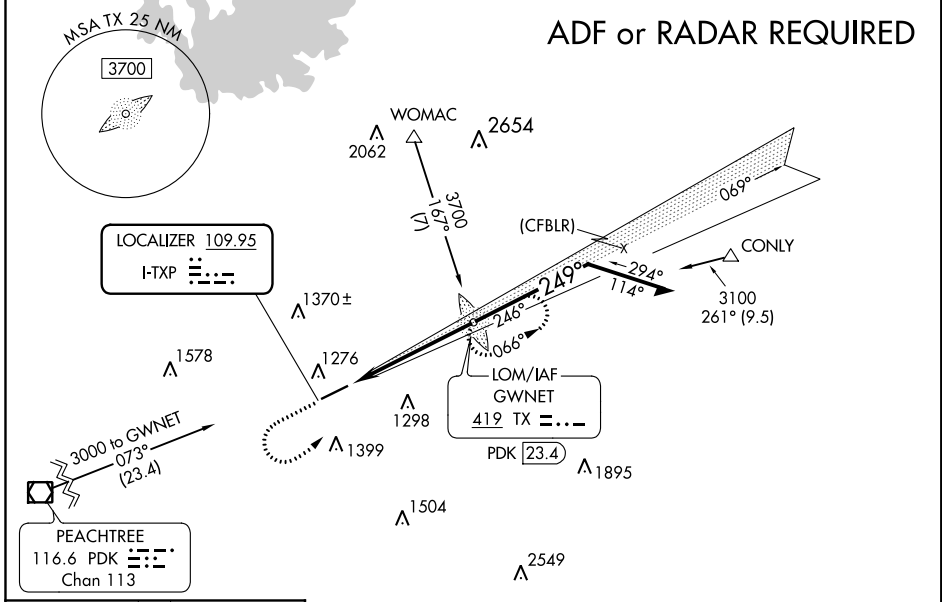 ADF or RADAR REQUIRED
MSA TX 25 NM
3700
WOMAC
2062
2654
3700
167°
(7)
069°
(CFBLR)
x
CONLY
LOCALIZER 109.95
I-TXP
249°
294°
114°
3100
261° (9.5)
1370 ±
246°
066°
1578
1276
LOM/IAF
GWNET
419 TX
PDK 23.4
1298
1399
1895
3000 to GWNET
073°
(23.4)
1504
PEACHTREE
116.6 PDK
Chan 113
2549